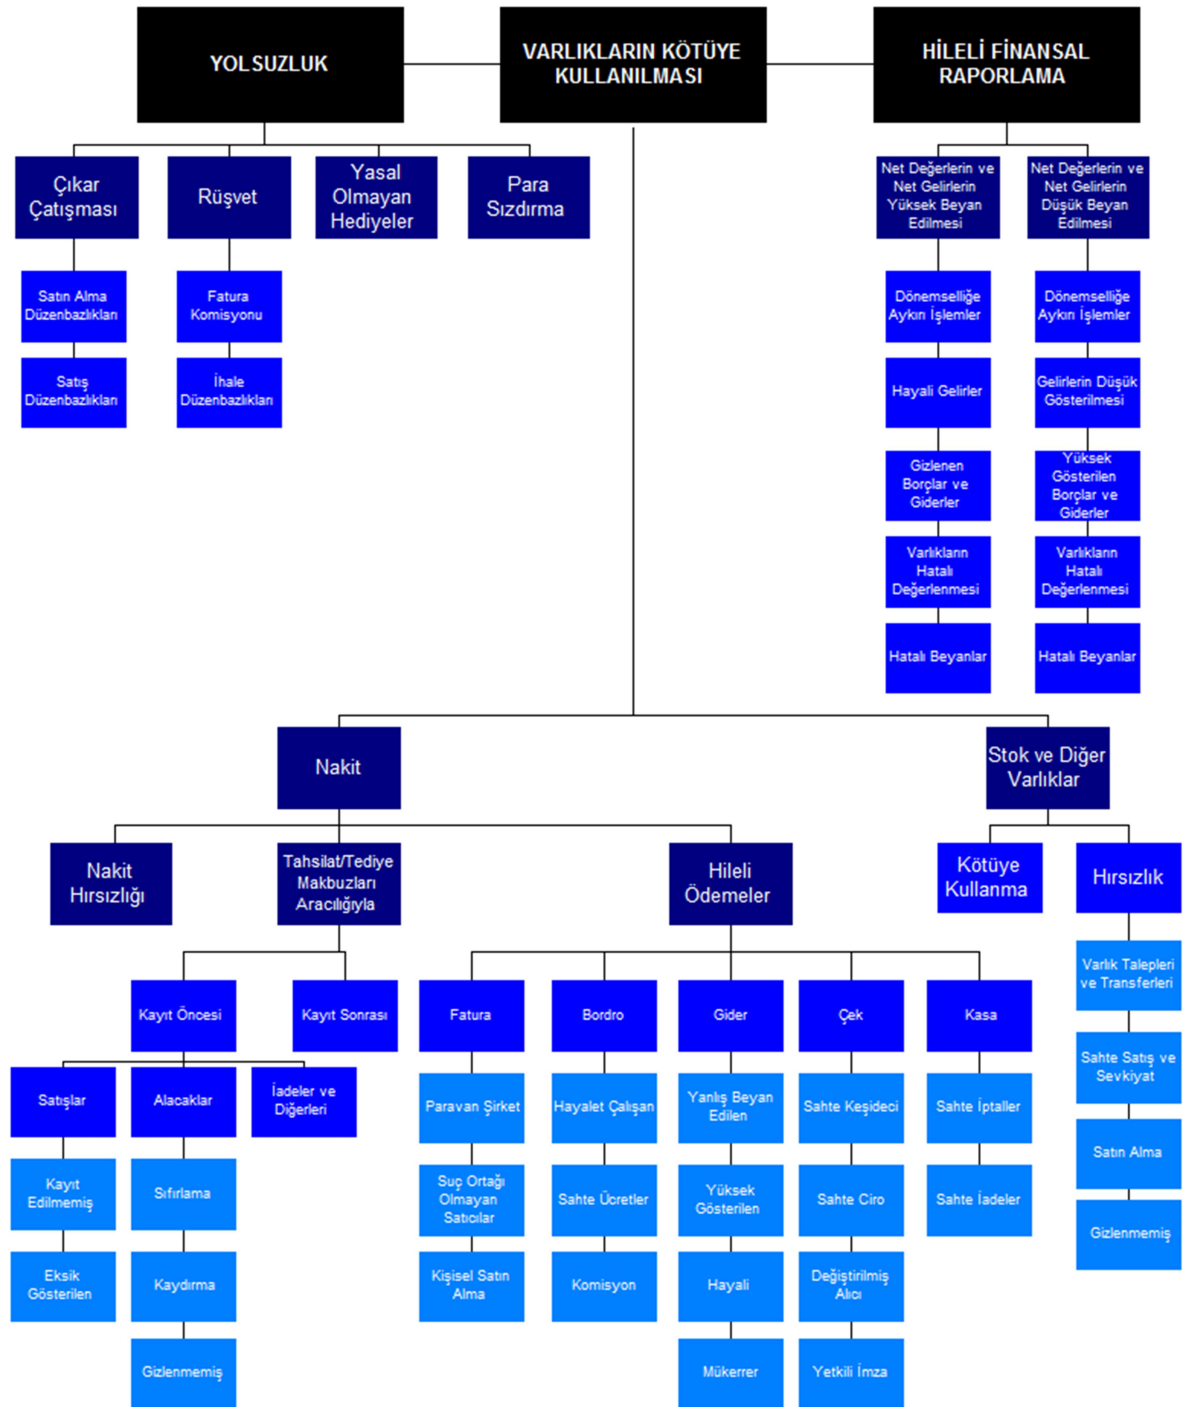 YOLSUZLUK
VARLIKLARIN KÖTÜYE
KULLANILMASI
HİLELİ FİNANSAL
RAPORLAMA
Çıkar
Çatışması
Rüşvet
Yasal
Olmayan
Hediyeler
Para
Sızdırma
Net Değerlerin ve
Net Gelirlerin
Yüksek Beyan
Edilmesi
Net Değerlerin ve
Net Gelirlerin
Düşük Beyan
Edilmesi
Satın Alma
Düzenbazlıkları
Fatura
Komisyonu
Dönemselliğe
Aykırı İşlemler
Dönemselliğe
Aykırı İşlemler
Satış
Düzenbazlıkları
İhale
Düzenbazlıkları
Hayali Gelirler
Gelirlerin Düşük
Gösterilmesi
Gizlenen
Borçlar ve
Giderler
Yüksek
Gösterilen
Borçlar ve
Giderler
Varlıkların
Hatalı
Değerlenmesi
Varlıkların
Hatalı
Değerlenmesi
Hatalı Beyanlar
Hatalı Beyanlar
Nakit
Stok ve Diğer
Varlıklar
Nakit
Hırsızlığı
Tahsilat/Tediye
Makbuzları
Aracılığıyla
Hileli
Ödemeler
Kötüye
Kullanma
Hırsızlık
Varlık Talepleri
ve Transferleri
Kayıt Öncesi
Kayıt Sonrası
Fatura
Bordro
Gider
Çek
Kasa
Sahte Satış ve
Sevkiyat
Satışlar
Alacaklar
İadeler ve
Diğerleri
Paravan Şirket
Hayalet Çalışan
Yanlış Beyan
Edilen
Sahte Keşideci
Sahte İptaller
Satın Alma
Kayıt
Edilmemiş
Sıfırlama
Suç Ortağı
Olmayan
Satıcılar
Sahte Ücretler
Yüksek
Gösterilen
Sahte Ciro
Sahte İadeler
Gizlenmemiş
Eksik
Gösterilen
Kaydırma
Kişisel Satın
Alma
Komisyon
Hayali
Değiştirilmiş
Alıcı
Gizlenmemiş
Mükerrer
Yetkili İmza